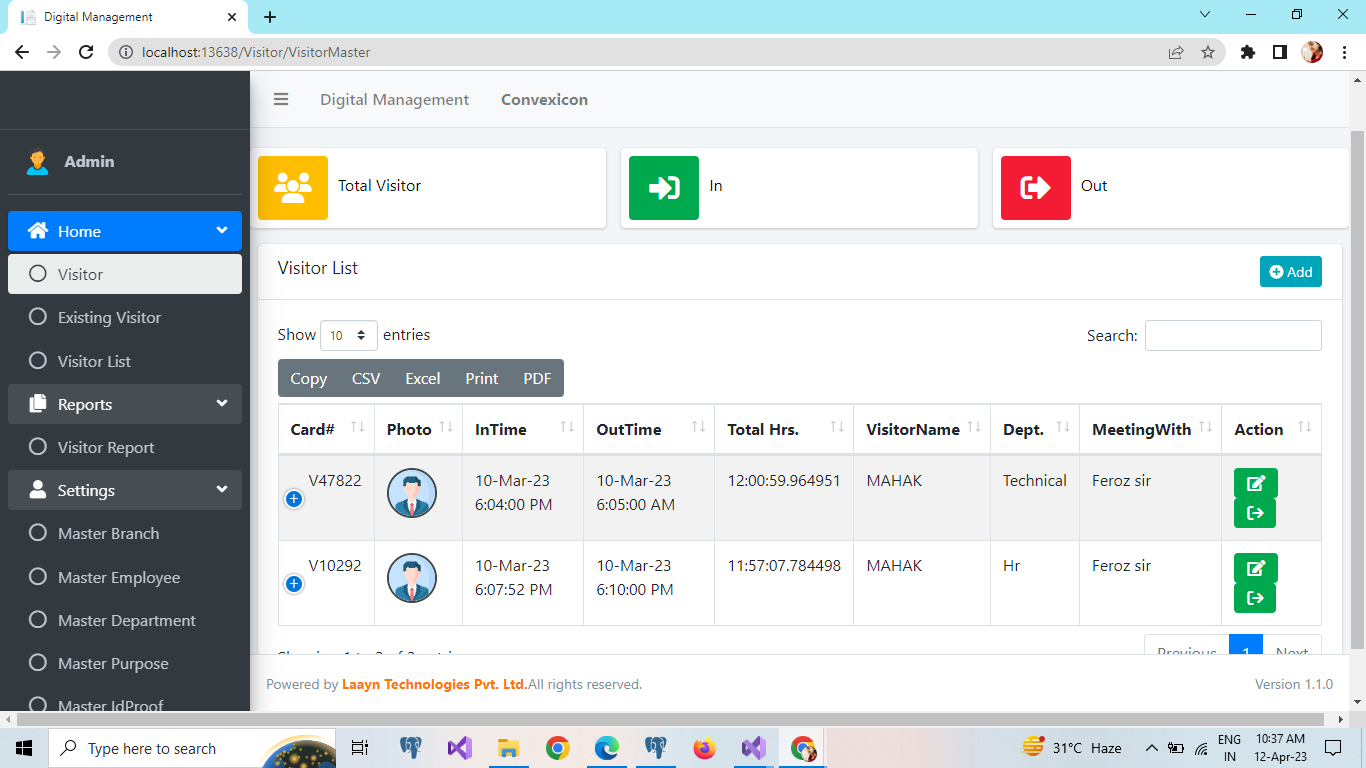 Digital Management
localhost:13638/Visitor/VisitorMaster
Digital Management Convexicon
Admin
Total Visitor In Out
Home
Visitor
Existing Visitor
Visitor List
Reports
Visitor Report
Settings
Master Branch
Master Employee
Master Department
Master Purpose
Master IdProof
Visitor List Add
Show 10 entries Search:
Copy CSV Excel Print PDF
Card# Photo InTime OutTime Total Hrs. VisitorName Dept. MeetingWith Action
V47822 10-Mar-23 10-Mar-23 12:00:59.964951 MAHAK Technical Feroz sir
6:04:00 PM 6:05:00 AM
V10292 10-Mar-23 10-Mar-23 11:57:07.784498 MAHAK Hr Feroz sir
6:07:52 PM 6:10:00 PM
Previous 1 Next
Powered by Laayn Technologies Pvt. Ltd.All rights reserved. Version 1.1.0
Type here to search
31°C Haze
ENG
IN
10:37 AM
12-Apr-23